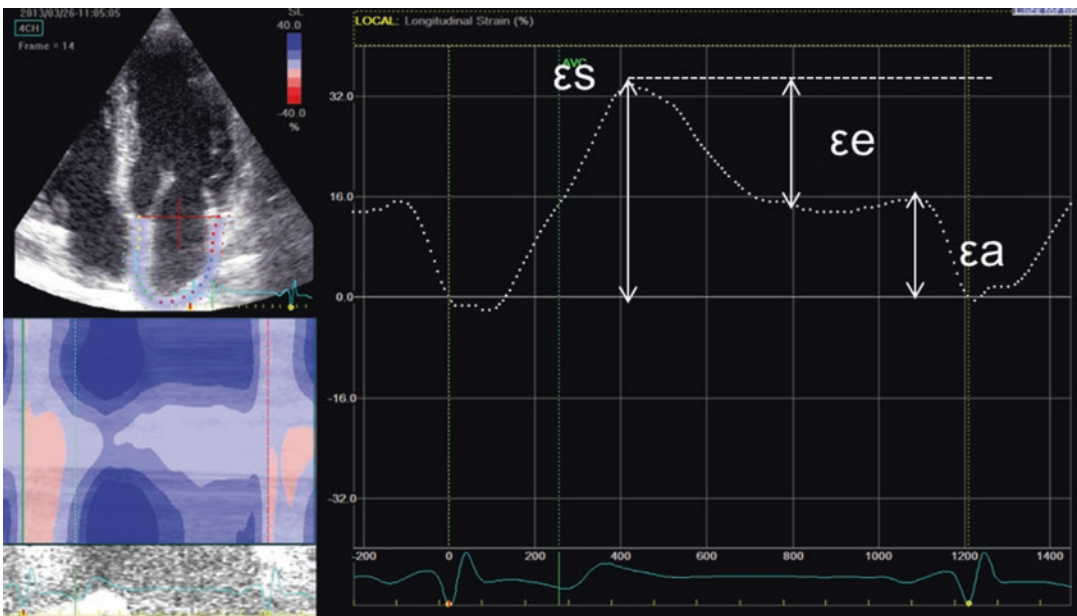 2013/03/26-11:05:05
4CH
Frame = 14
SL
40.0
-40.0
%
LOCAL: Longitudinal Strain (%)
AVC
εs
εe
εa
32.0
16.0
0.0
-16.0
-32.0
-200 0 200 400 600 800 1000 1200 1400